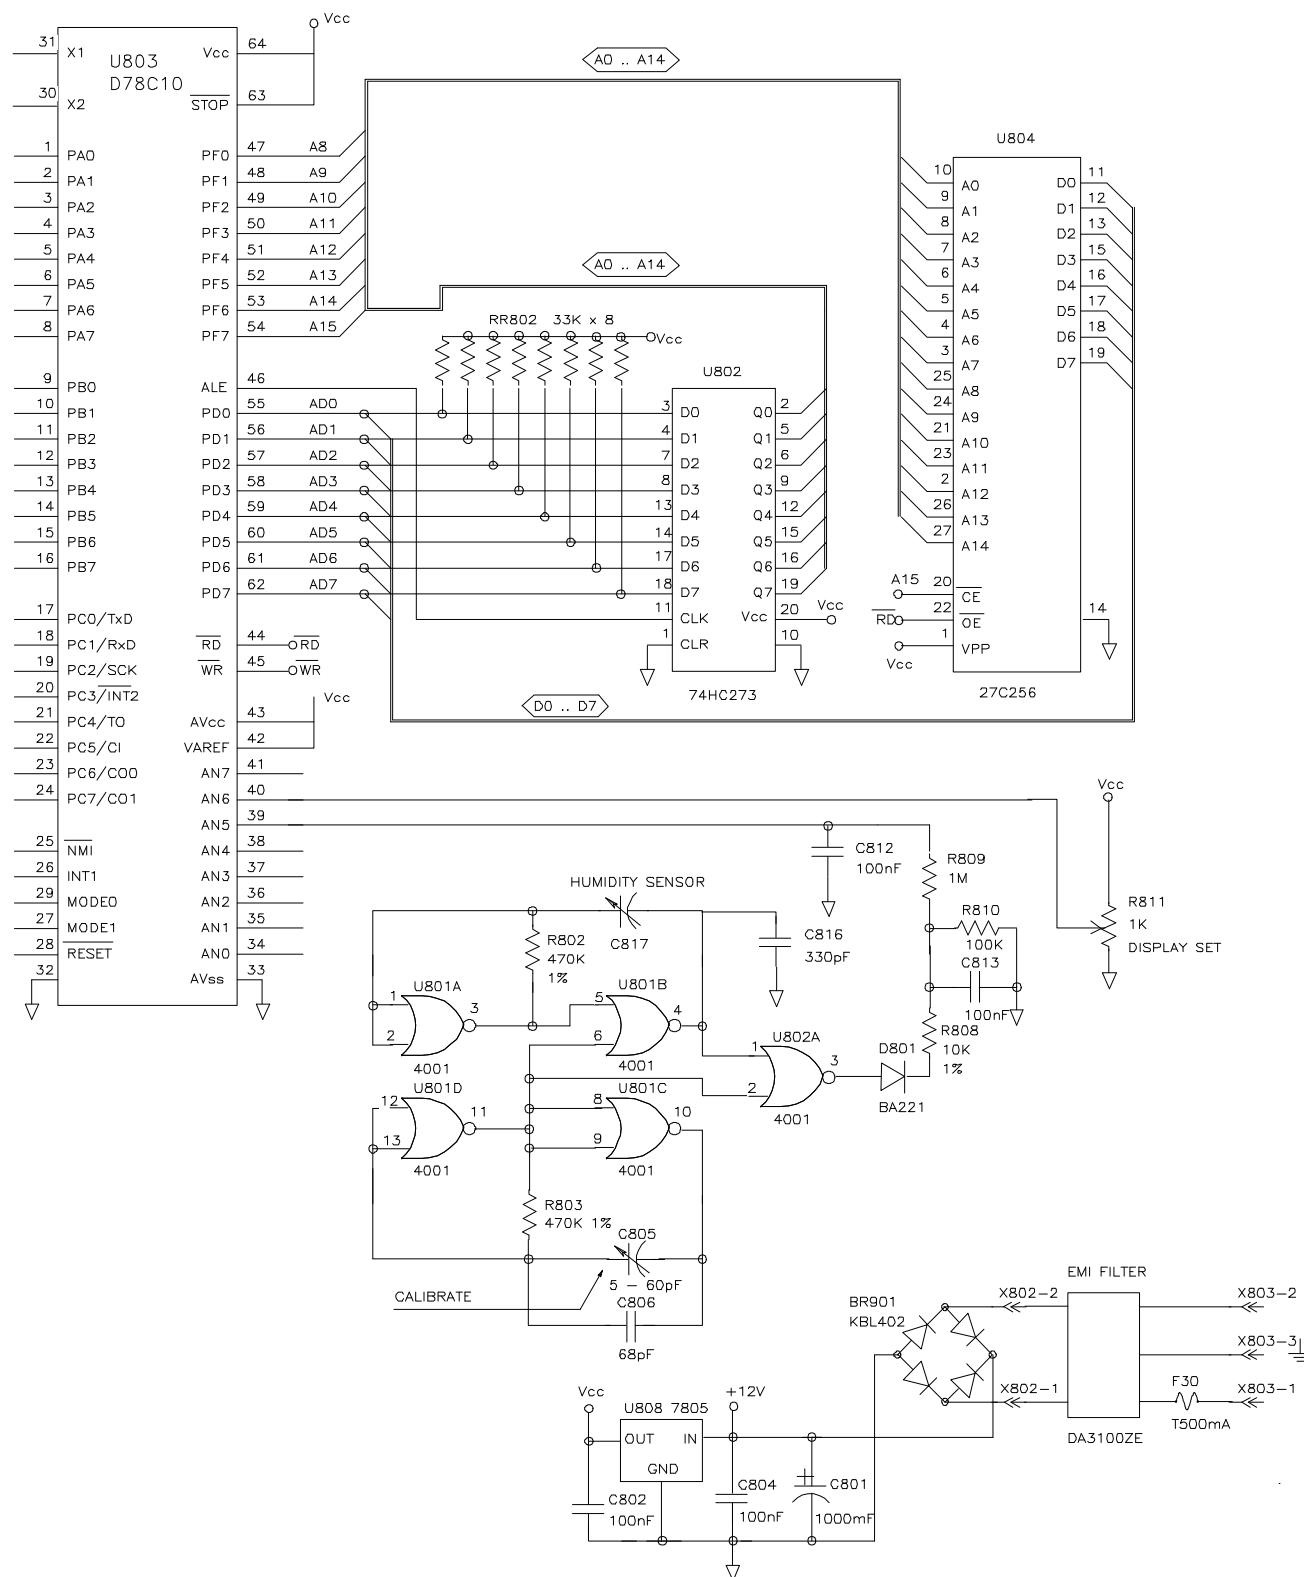 Vcc
31 X1
U803
D78C10
Vcc 64
30 X2
STOP 63
A0 .. A14
U804
1 PA0
2 PA1
3 PA2
4 PA3
5 PA4
6 PA5
7 PA6
8 PA7
PF0 47 A8
PF1 48 A9
PF2 49 A10
PF3 50 A11
PF4 51 A12
PF5 52 A13
PF6 53 A14
PF7 54 A15
A0 .. A14
RR802 33K x 8
Vcc
9 PB0
10 PB1
11 PB2
12 PB3
13 PB4
14 PB5
15 PB6
16 PB7
ALE 46
PD0 55 AD0
PD1 56 AD1
PD2 57 AD2
PD3 58 AD3
PD4 59 AD4
PD5 60 AD5
PD6 61 AD6
PD7 62 AD7
U802
3 D0 Q0 2
4 D1 Q1 5
7 D2 Q2 6
8 D3 Q3 9
13 D4 Q4 12
14 D5 Q5 15
17 D6 Q6 16
18 D7 Q7 19
11 CLK Vcc 20 Vcc
1 CLR 10
74HC273
10 A0 D0 11
9 A1 D1 12
8 A2 D2 13
7 A3 D3 15
6 A4 D4 16
5 A5 D5 17
4 A6 D6 18
3 A7 D7 19
25 A8
24 A9
21 A10
23 A11
2 A12
26 A13
27 A14
A15 20 CE
RD 22 OE 14
Vcc 1 VPP
27C256
D0 .. D7
17 PC0/TxD
18 PC1/RxD
19 PC2/SCK
20 PC3/INT2
21 PC4/TO
22 PC5/CI
23 PC6/CO0
24 PC7/CO1
RD 44 RD
WR 45 WR
Vcc
AVcc 43
VAREF 42
AN7 41
AN6 40
AN5 39
AN4 38
AN3 37
AN2 36
AN1 35
AN0 34
AVss 33
25 NMI
26 INT1
29 MODE0
27 MODE1
28 RESET
32
Vcc
C812
100nF
R809
1M
R811
1K
DISPLAY SET
R810
100K
C813
100nF
HUMIDITY SENSOR
C817
R802
470K
1%
C816
330pF
U801A
1
2
3
4001
U801B
5
6
4
4001
U802A
1
2
3
4001
D801
BA221
R808
10K
1%
U801D
12
13
11
4001
U801C
8
9
10
4001
R803
470K 1%
C805
5 - 60pF
CALIBRATE
C806
68pF
EMI FILTER
BR901
KBL402
X802-2
X803-2
X803-3
X802-1
F30
X803-1
T500mA
DA3100ZE
Vcc
+12V
U808 7805
OUT IN
GND
C802
100nF
C804
100nF
C801
1000mF